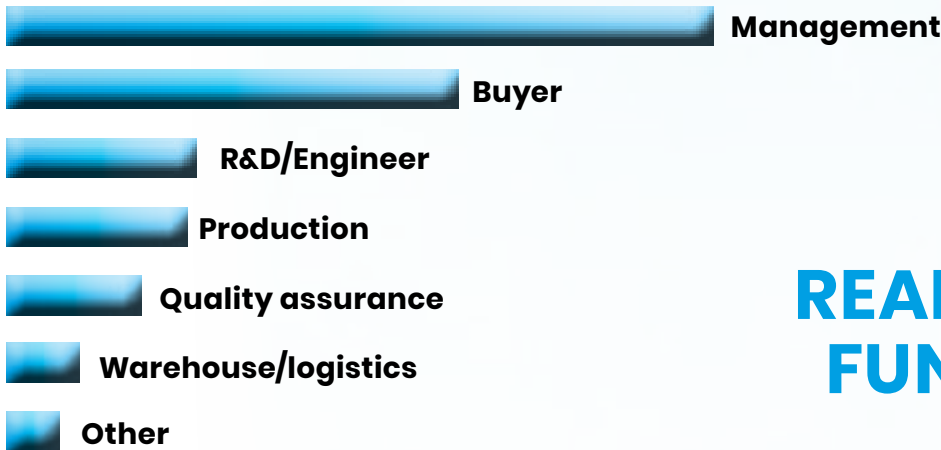 Management
Buyer
R&D/Engineer
Production
Quality assurance
Warehouse/logistics
Other